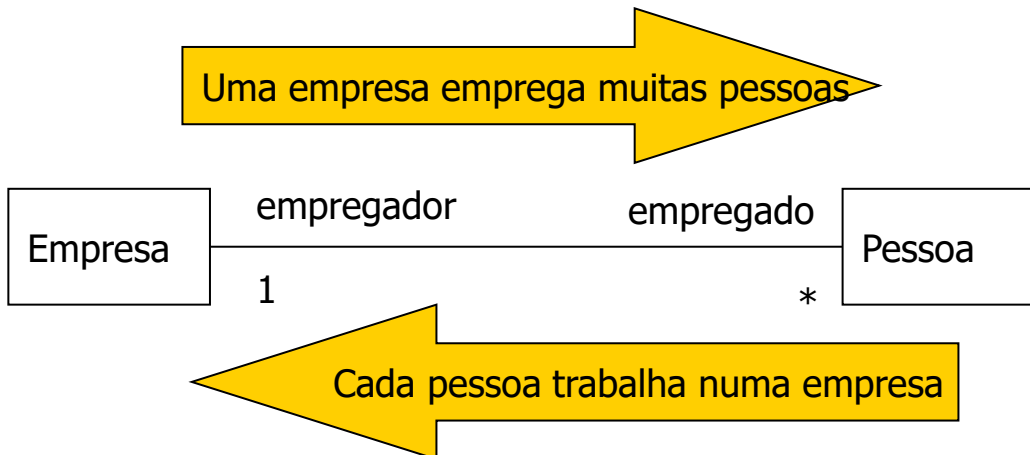 Uma empresa emprega muitas pessoas
empregador
empregado
Empresa
Pessoa
1
*
Cada pessoa trabalha numa empresa